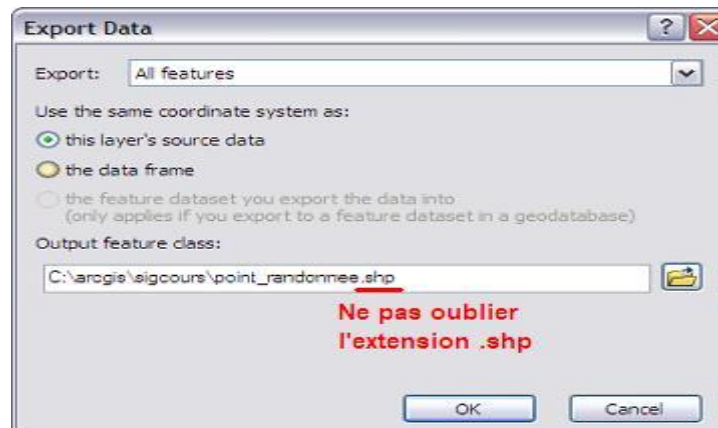 Export Data
Export: All features
Use the same coordinate system as:
this layer's source data
the data frame
the feature dataset you export the data into
(only applies if you export to a feature dataset in a geodatabase)
Output feature class:
C:\arcgis\sigcours\point_randonnee.shp
Ne pas oublier
l'extension .shp
OK Cancel